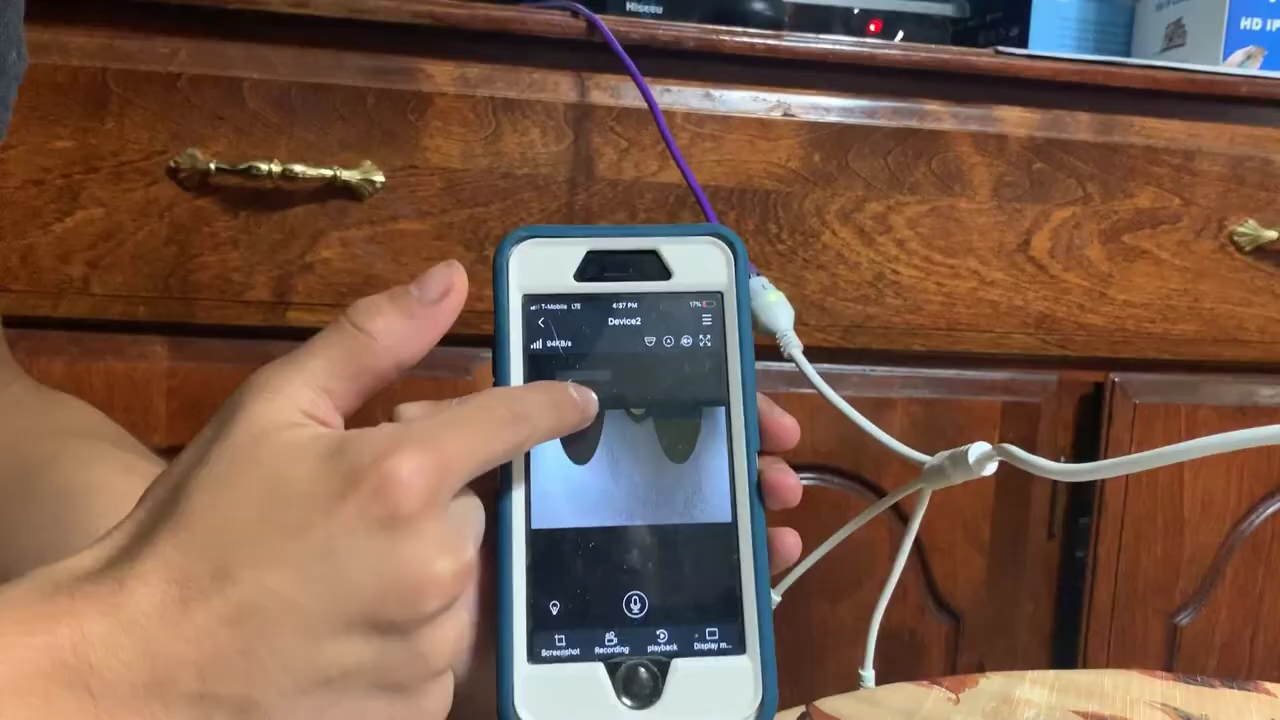 Hiseeu
HD IP
T-Mobile LTE 4:37 PM 17%
Device2
94KB/s
Screenshot Recording playback Display m...